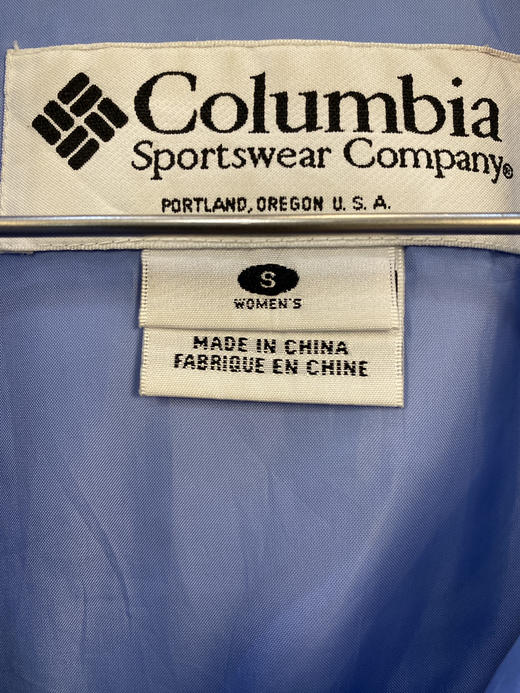 Columbia
Sportswear Company®
PORTLAND, OREGON U. S. A.
S
WOMEN'S
MADE IN CHINA
FABRIQUE EN CHINE